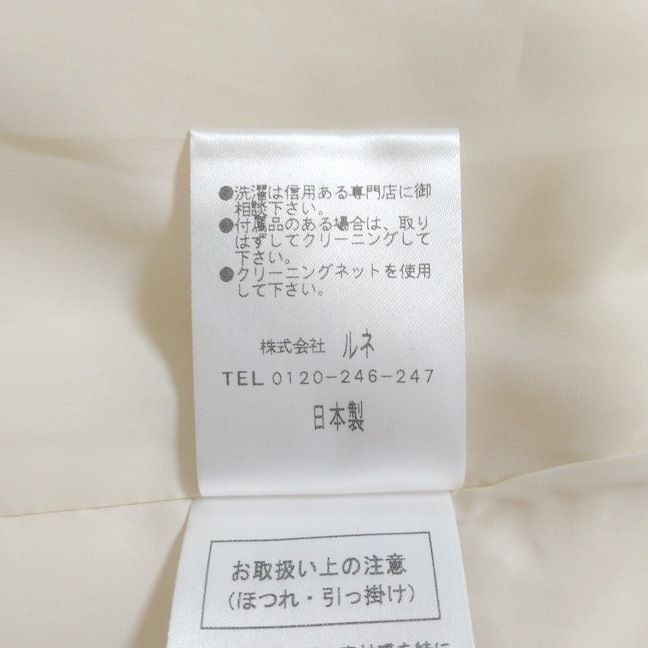 ●洗濯は信用ある専門店に御
相談下さい。
●付属品のある場合は、取り
はずしてクリーニングして
下さい。
●クリーニングネットを使用
して下さい。
株式会社 ルネ
TEL 0120-246-247
日本製
お取扱い上の注意
(ほつれ・引っ掛け)